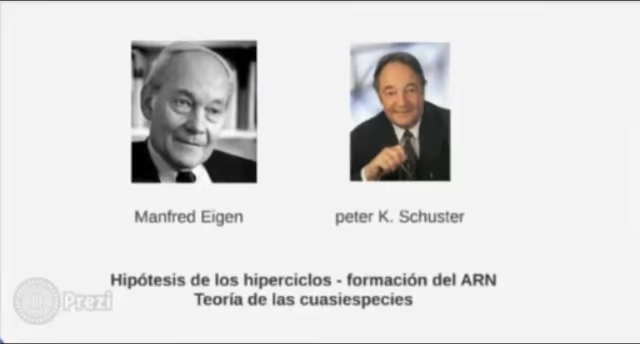 Manfred Eigen
peter K. Schuster
Hipótesis de los hiperciclos - formación del ARN
Teoría de las cuasiespecies
Prezi